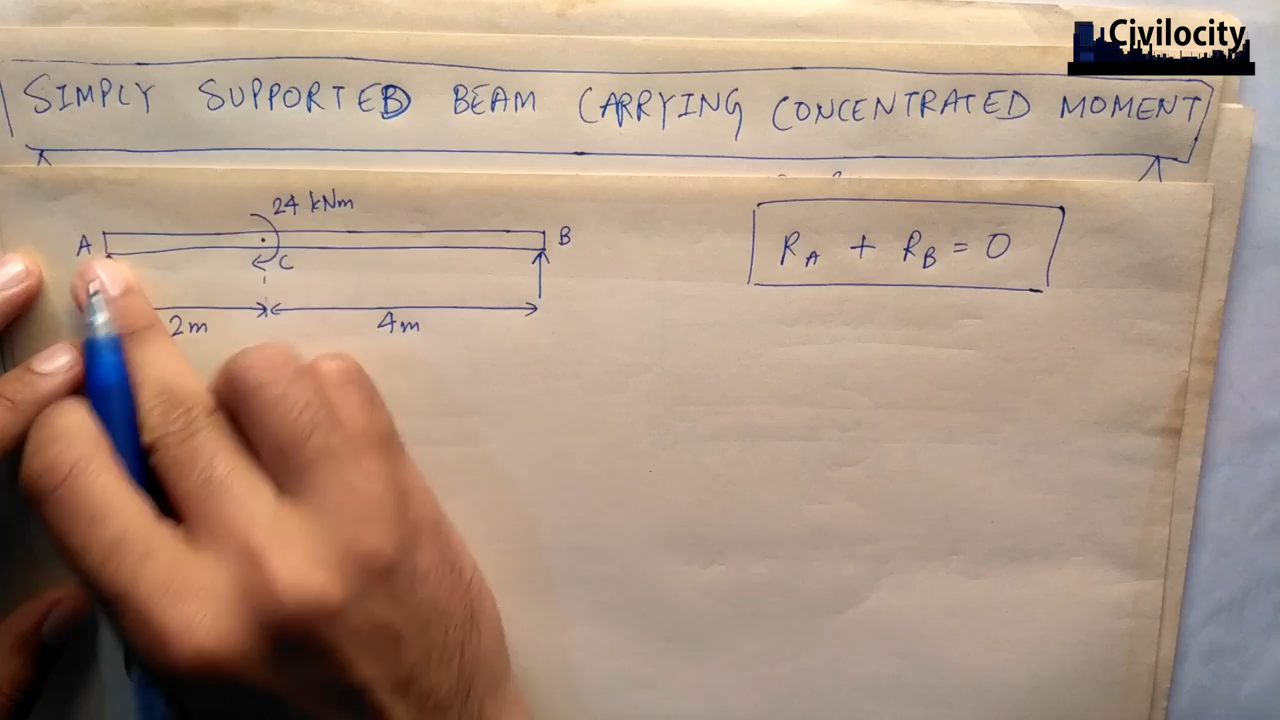 Civilocity
SIMPLY SUPPORTED BEAM CARRYING CONCENTRATED MOMENT
24 kNm
A
B
C
2m
4m
RA + RB = 0